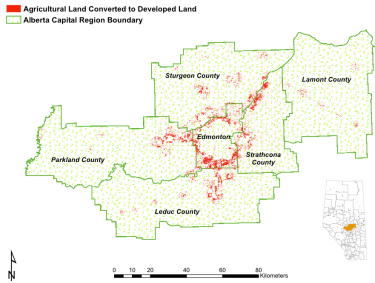 Agricultural Land Converted to Developed Land
Alberta Capital Region Boundary
Sturgeon County
Lamont County
Edmonton
Parkland County
Strathcona
County
Leduc County
N
0 10 20 40 60 80
Kilometers